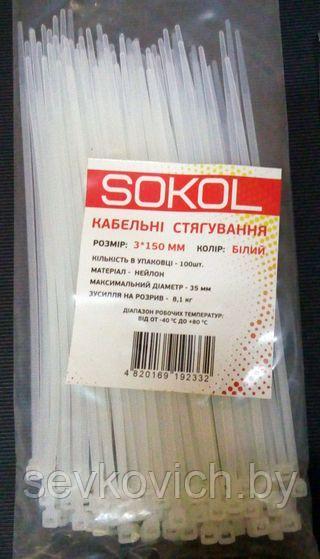 SOKOL
КАБЕЛЬНІ СТЯГУВАННЯ
РОЗМІР: 3*150 ММ КОЛІР: БІЛИЙ
КІЛЬКІСТЬ В УПАКОВЦІ - 100шт.
МАТЕРІАЛ - НЕЙЛОН
МАКСИМАЛЬНИЙ ДІАМЕТР - 35 мм
ЗУСИЛЛЯ НА РОЗРИВ - 8,1 кг
ДІАПАЗОН РОБОЧИХ ТЕМПЕРАТУР:
ВІД ОТ -40 °C ДО +80 °C
4 820169 192332
sevkovich.by